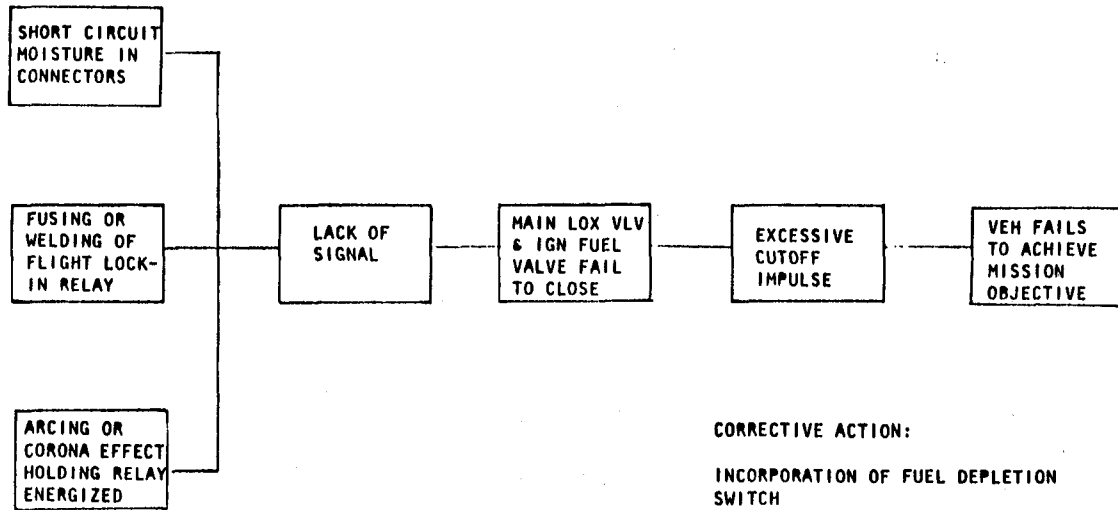 SHORT CIRCUIT
MOISTURE IN
CONNECTORS
FUSING OR
WELDING OF
FLIGHT LOCK-
IN RELAY
ARCING OR
CORONA EFFECT
HOLDING RELAY
ENERGIZED
LACK OF
SIGNAL
MAIN LOX VLV
& IGN FUEL
VALVE FAIL
TO CLOSE
EXCESSIVE
CUTOFF
IMPULSE
VEH FAILS
TO ACHIEVE
MISSION
OBJECTIVE
CORRECTIVE ACTION:
INCORPORATION OF FUEL DEPLETION
SWITCH